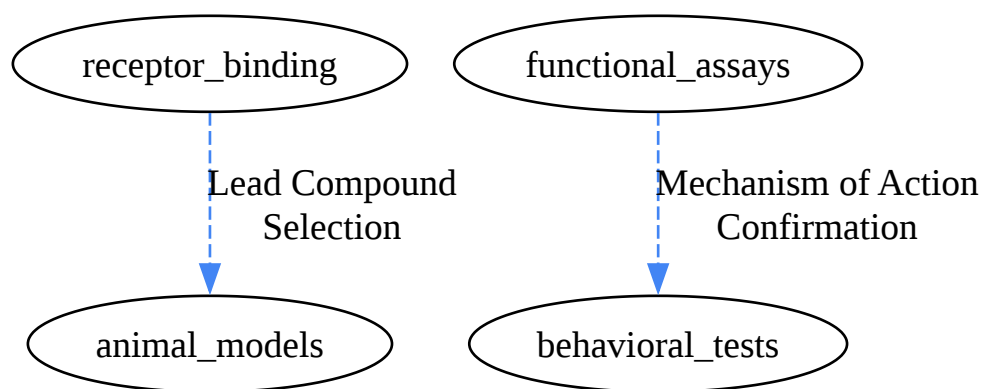 receptor_binding
functional_assays
Lead Compound
Selection
Mechanism of Action
Confirmation
animal_models
behavioral_tests